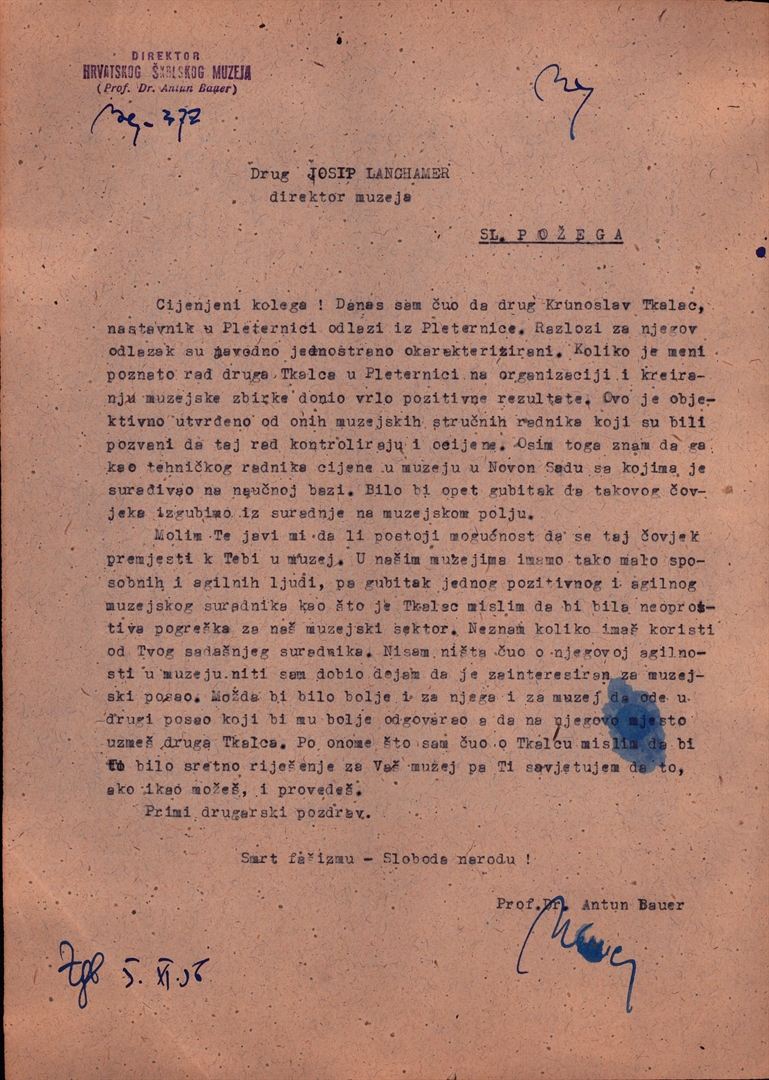 DIREKTOR
HRVATSKOG ŠKOLSKOG MUZEJA
(Prof. Dr. Antun Bauer)
Drug JOSIP LANCHAMER
direktor muzeja
SL. POŽEGA
Cijenjeni kolega ! Danas sam čuo da drug Krunoslav Tkalac,
nastavnik u Pleternici odlazi iz Pleternice. Razlozi za njegov
odlazak su navodno jednostrano okarakterizirani. Koliko je meni
poznato rad druga Tkalca u Pleternici na organizaciji i kreira-
nju muzejske zbirke donio vrlo pozitivne rezultate. Ovo je obje-
ktivno utvrđeno od onih muzejskih stručnih radnika koji su bili
pozvani da taj rad kontroliraju i ocijene. Osim toga znam da ga
kao tehničkog radnika cijene u muzeju u Novon Sadu sa kojima je
surađivao na naučnoj bazi. Bilo bi opet gubitak da takovog čov-
jeka izgubimo iz suradnje na muzejskom polju.
Molim Te javi mi da li postoji mogućnost da se taj čovjek
premjesti k Tebi u muzej. U našim mužejima imamo tako malo spo-
sobnih i agilnih ljudi, pa gubitak jednog pozitivnog i agilnog
muzejskog suradnika kao što je Tkalac mislim da bi bila neopros-
tiva pogreška za naš muzejski sektor. Neznam koliko imaš koristi
od Tvog sadašnjeg suradnika. Nisam ništa čuo o njegovoj agilno-
sti u muzeju niti sam dobio dojam da je zainteresiran za muzej-
ski posao. Možda bi bilo bolje i za njega i za muzej da ode u
drugi posao koji bi mu bolje odgovarao a da na njegovo mjesto
uzmeš druga Tkalca. Po onome što sam čuo o Tkalcu mislim da bi
to bilo sretno riješenje za Vaš mužej pa Ti savjetujem da to,
ako ikao možeš, i provedeš.
Primi drugarski pozdrav.
Smrt fašizmu - Sloboda narodu !
Prof.Dr. Antun Bauer
Zgb 5. XI. 56